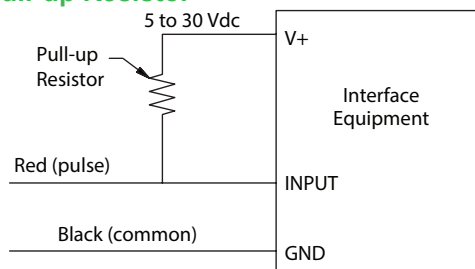 5 to 30 Vdc
V+
Pull-up
Resistor
Interface
Equipment
Red (pulse)
INPUT
Black (common)
GND